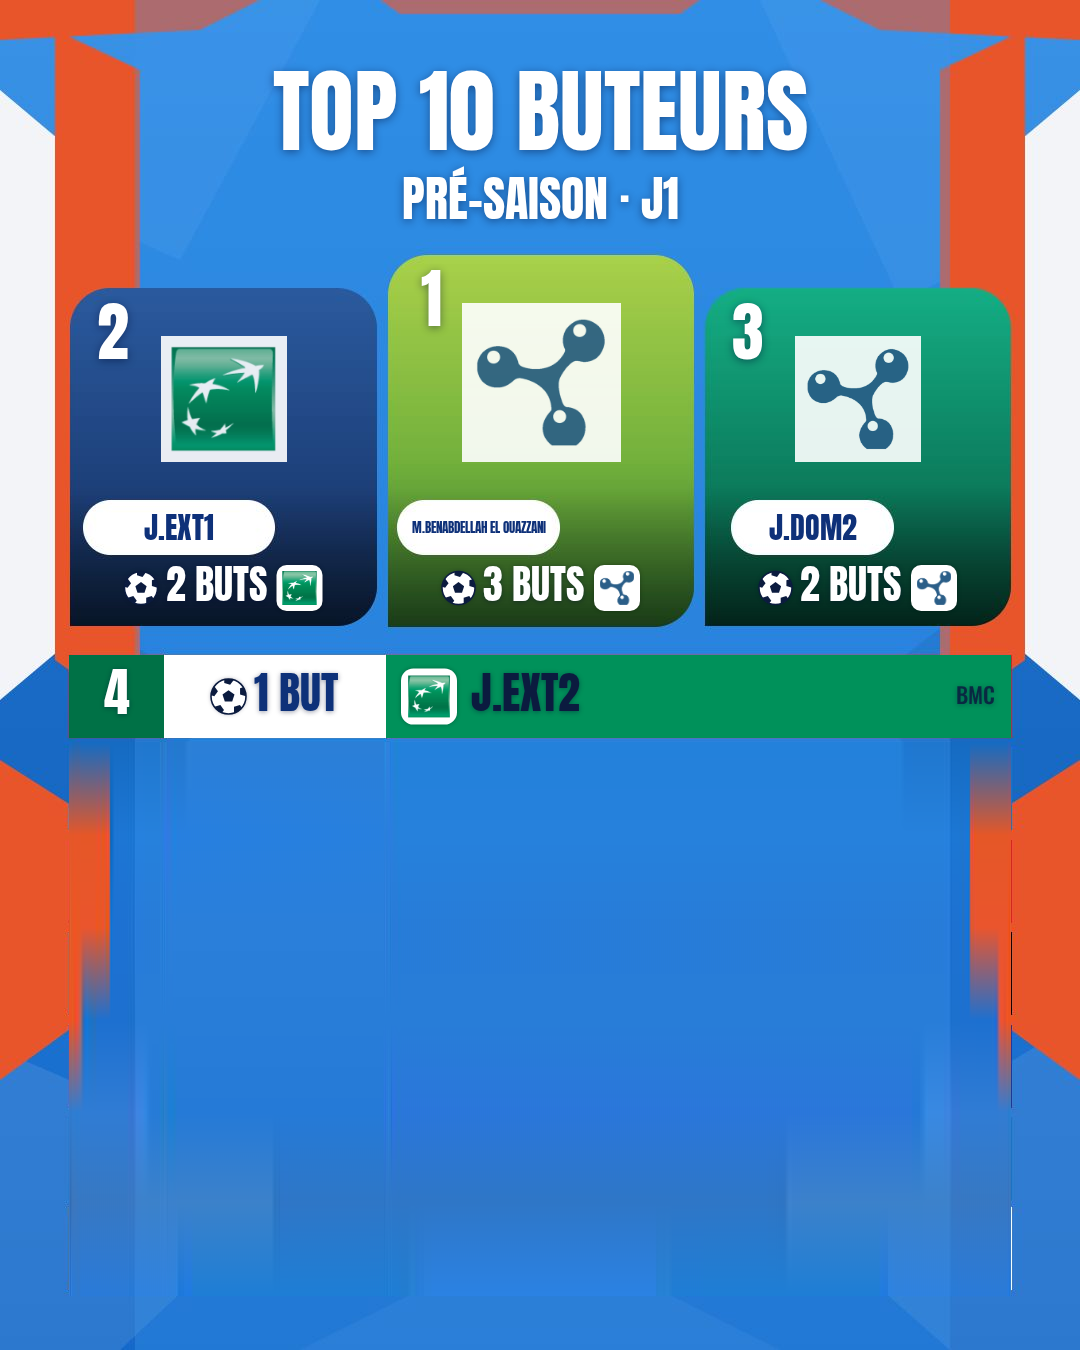 TOP 10 BUTEURS
PRÉ-SAISON · J1
2
J.EXT1
2 BUTS
1
M.BENABDELLAH EL OUAZZANI
3 BUTS
3
J.DOM2
2 BUTS
4
1 BUT
J.EXT2
BMC